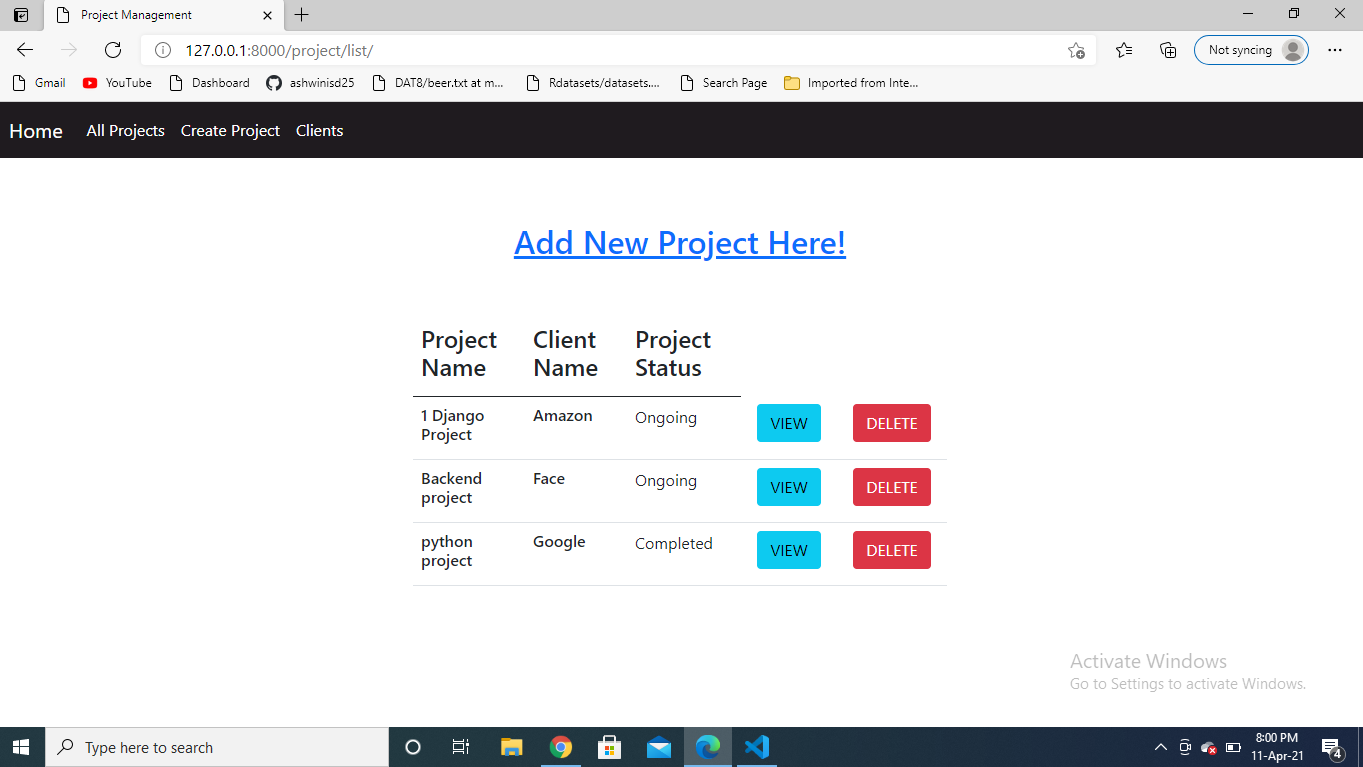 Project Management
127.0.0.1:8000/project/list/
Not syncing
Gmail
YouTube
Dashboard
ashwinisd25
DAT8/beer.txt at m...
Rdatasets/datasets....
Search Page
Imported from Inte...
Home All Projects Create Project Clients
Add New Project Here!
Project Name
Client Name
Project Status
1 Django Project
Amazon
Ongoing
VIEW
DELETE
Backend project
Face
Ongoing
VIEW
DELETE
python project
Google
Completed
VIEW
DELETE
Activate Windows
Go to Settings to activate Windows.
Type here to search
8:00 PM
11-Apr-21
4